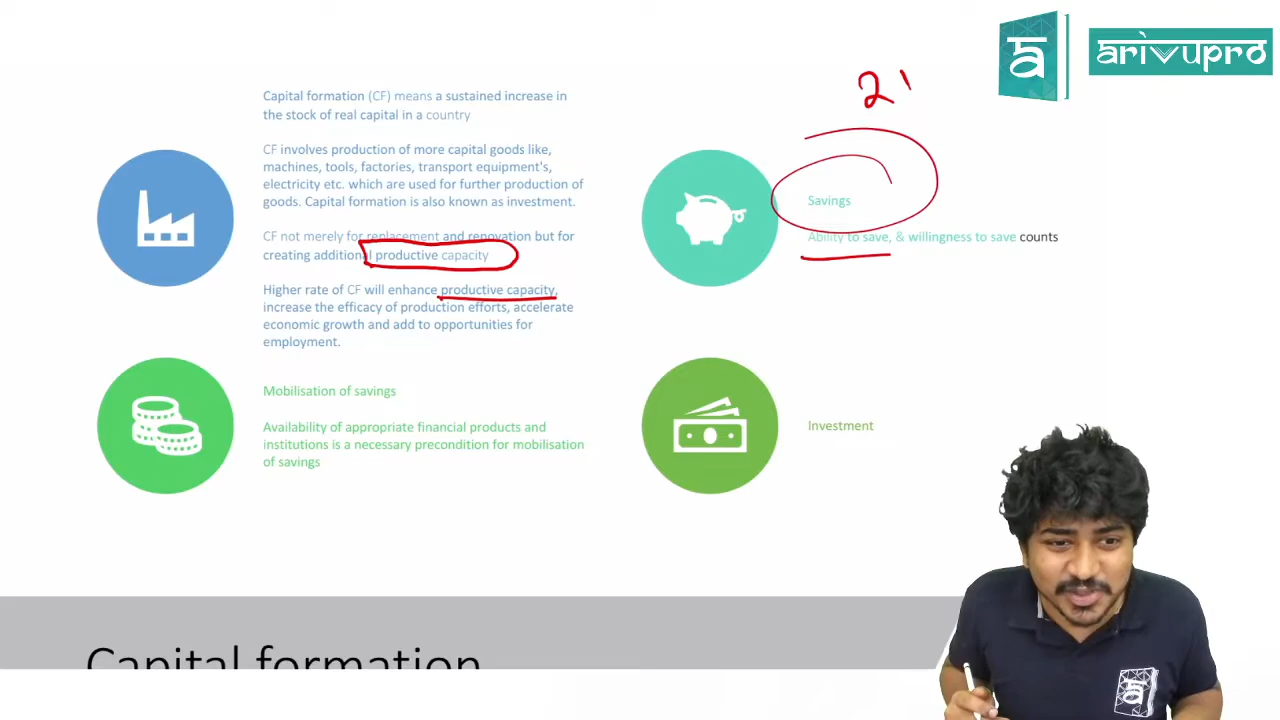 arivupro
Capital formation (CF) means a sustained increase in
the stock of real capital in a country
CF involves production of more capital goods like,
machines, tools, factories, transport equipment's,
electricity etc. which are used for further production of
goods. Capital formation is also known as investment.
CF not merely for replacement and renovation but for
creating additional productive capacity
Higher rate of CF will enhance productive capacity,
increase the efficacy of production efforts, accelerate
economic growth and add to opportunities for
employment.
2
Savings
Ability to save, & willingness to save counts
Mobilisation of savings
Availability of appropriate financial products and
institutions is a necessary precondition for mobilisation
of savings
Investment
Capital formation